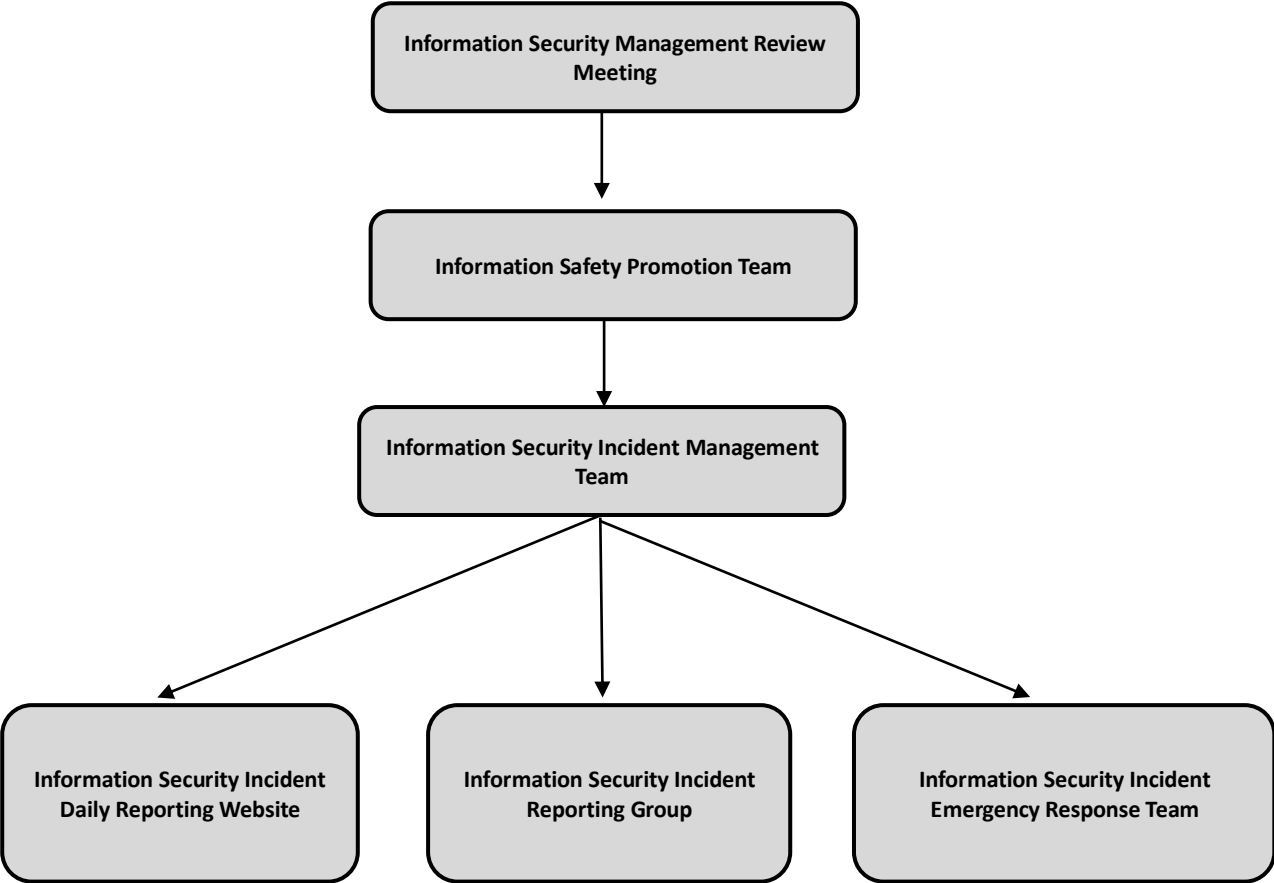 Information Security Management Review
Meeting
Information Safety Promotion Team
Information Security Incident Management
Team
Information Security Incident
Daily Reporting Website
Information Security Incident
Reporting Group
Information Security Incident
Emergency Response Team